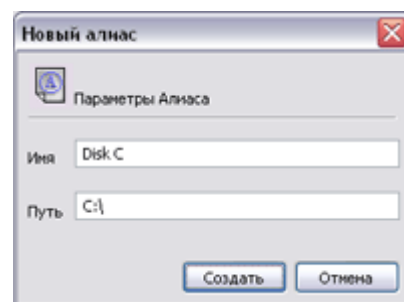 Новый алиас
Параметры Алиаса
Имя Disk C
Путь C:\
Создать Отмена